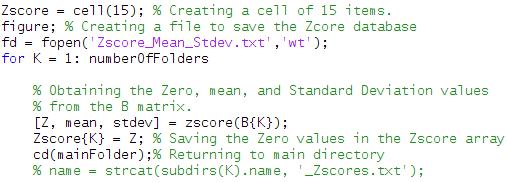 Zscore = cell(15); % Creating a cell of 15 items.
figure; % Creating a file to save the Zcore database
fd = fopen('Zscore_Mean_Stdev.txt','wt');
for K = 1: numberOfFolders
% Obtaining the Zero, mean, and Standard Deviation values
% from the B matrix.
[Z, mean, stdev] = zscore(B{K});
Zscore{K} = Z; % Saving the Zero values in the Zscore array
cd(mainFolder);% Returning to main directory
% name = strcat(subdirs(K).name, '_Zscores.txt');